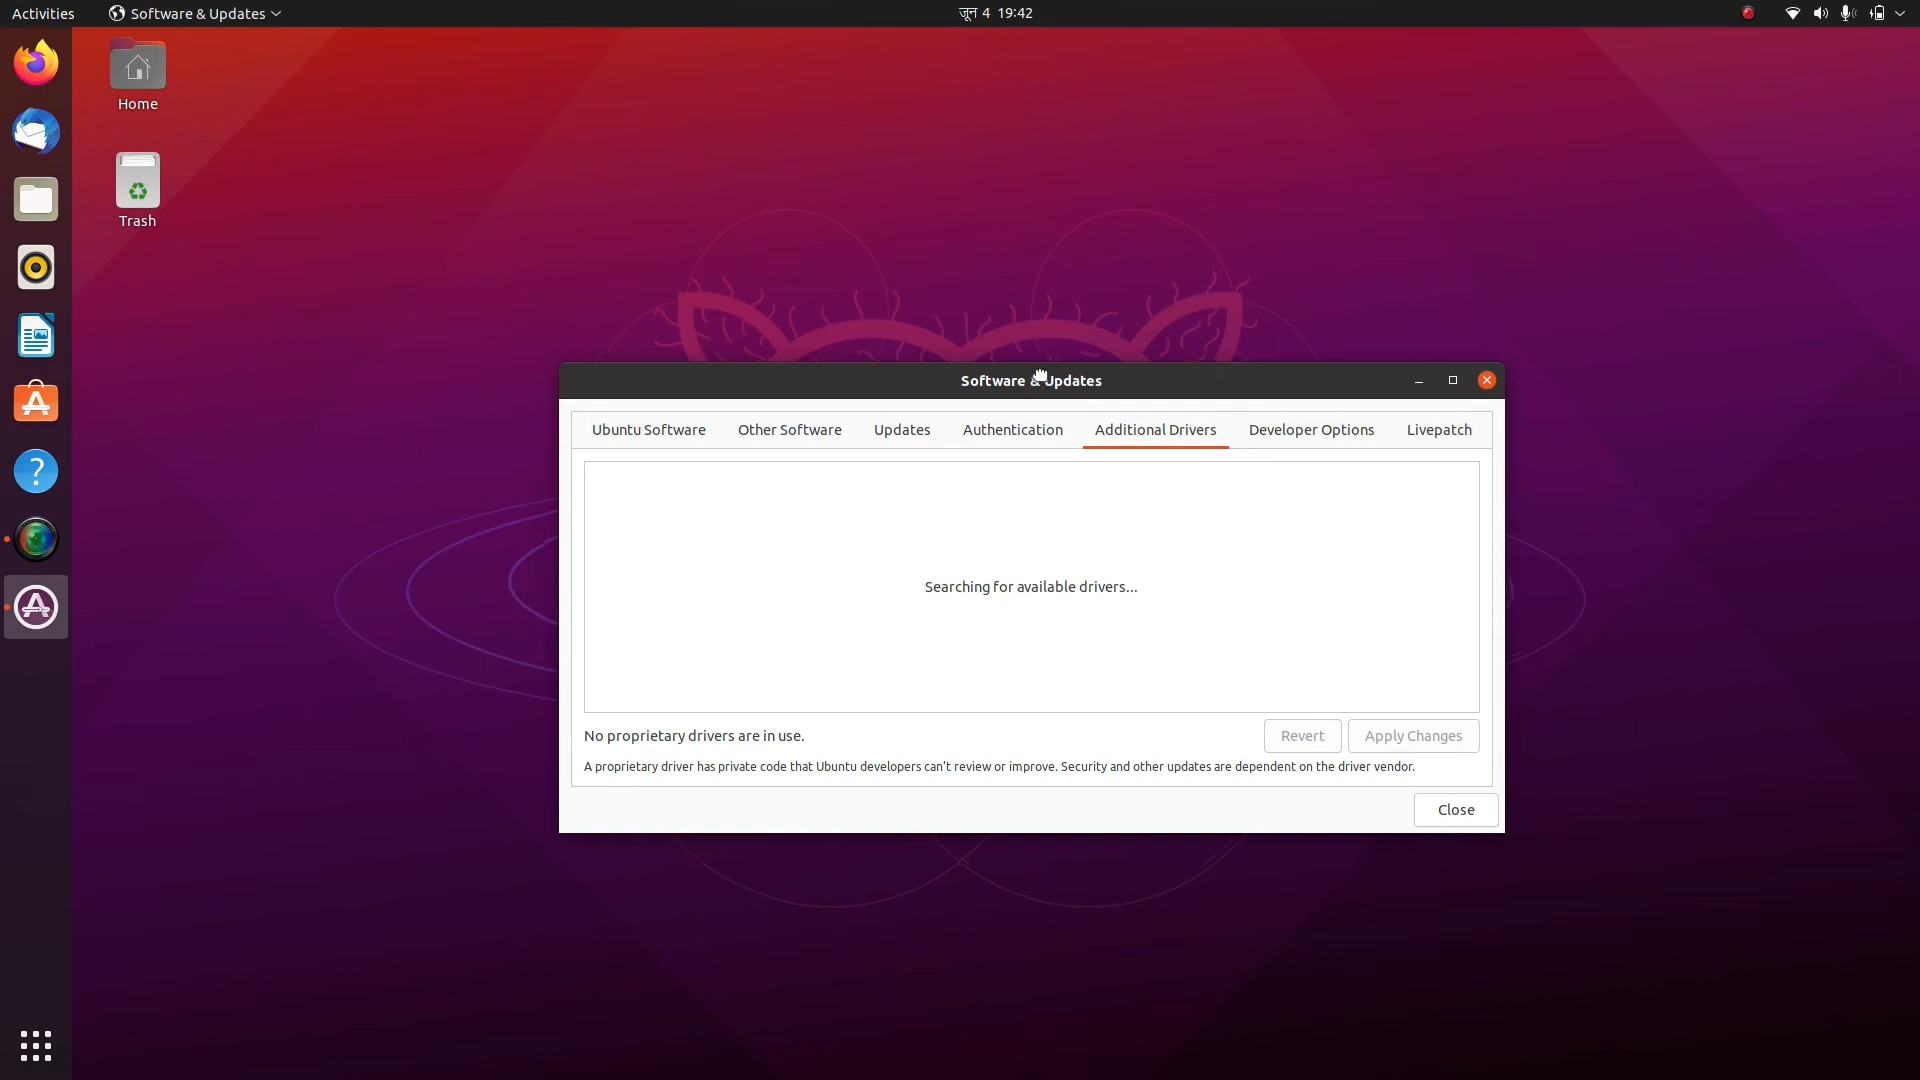 Activities
Software & Updates
जून 4 19:42
Home
Trash
Software & Updates
Ubuntu Software
Other Software
Updates
Authentication
Additional Drivers
Developer Options
Livepatch
Searching for available drivers...
No proprietary drivers are in use.
Revert
Apply Changes
A proprietary driver has private code that Ubuntu developers can't review or improve. Security and other updates are dependent on the driver vendor.
Close